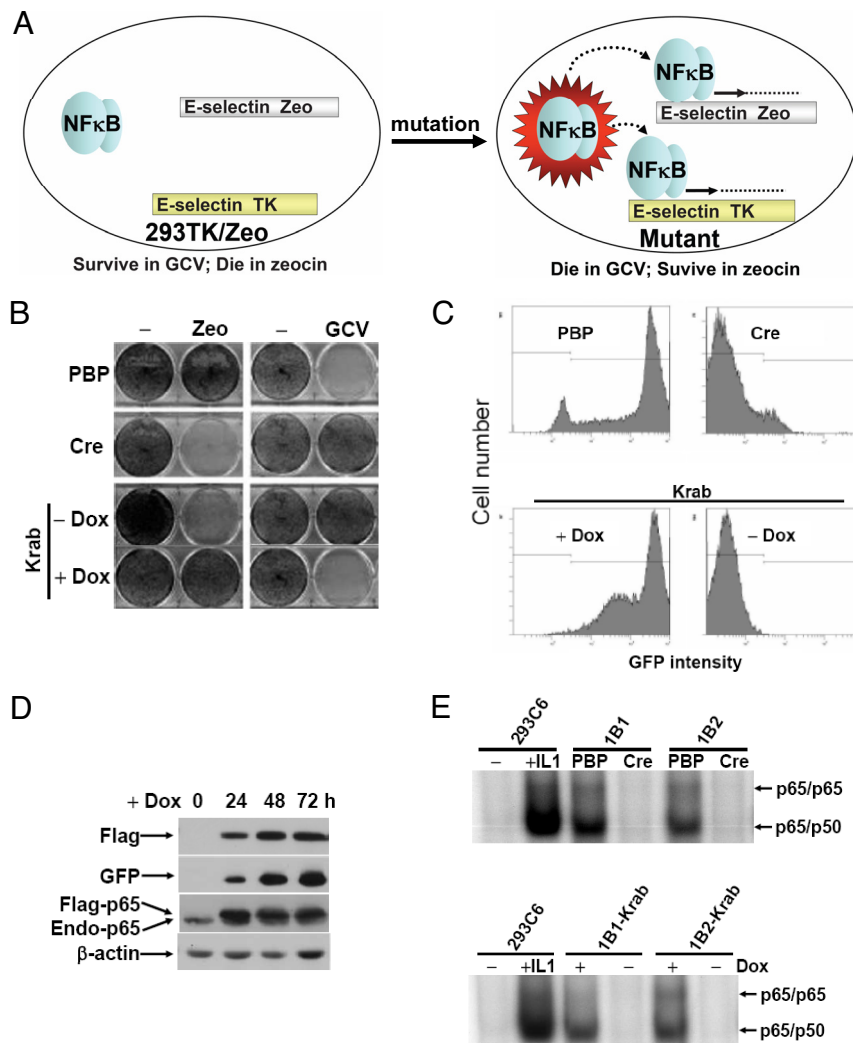 A
NFκB
E-selectin Zeo
E-selectin TK
293TK/Zeo
Survive in GCV; Die in zeocin
mutation
NFκB
NFκB
E-selectin Zeo
NFκB
E-selectin TK
Mutant
Die in GCV; Suvive in zeocin
B
– Zeo – GCV
PBP
Cre
Krab
– Dox
+ Dox
C
Cell number
PBP
Cre
Krab
+ Dox
– Dox
GFP intensity
D
+ Dox 0 24 48 72 h
Flag
GFP
Flag-p65
Endo-p65
β-actin
E
293C6 1B1 1B2
– +IL1 PBP Cre PBP Cre
p65/p65
p65/p50
293C6 1B1-Krab 1B2-Krab
– +IL1 + – + – Dox
p65/p65
p65/p50